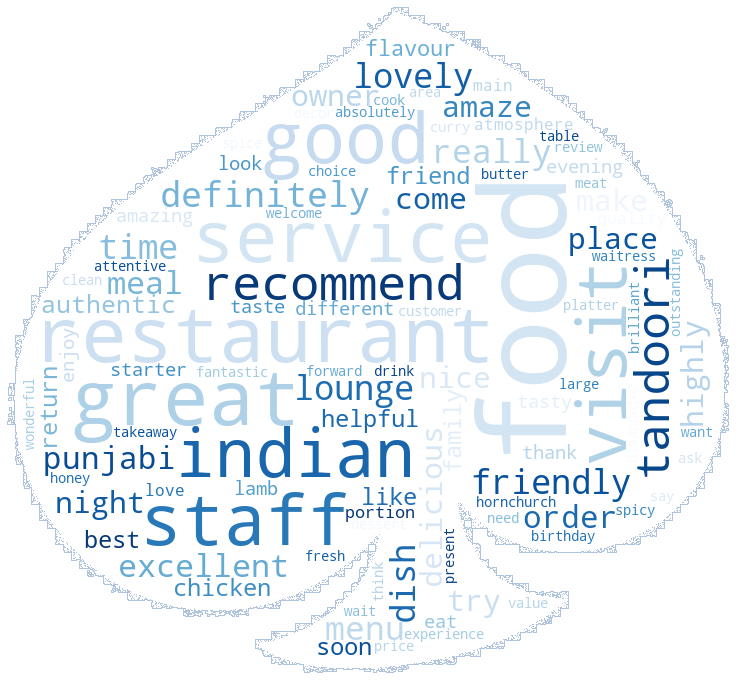 flavour
lovely
main
owner
cook
area
absolutely
amaze
decor
good
curry
atmosphere
table
spice
really
review
look
choice
friend
butter
evening
meat
definitely
come
make
amazing
welcome
quality
service
food
place
time
waitress
attentive
visit
tandoori
outstanding
clean
meal
recommend
brilliant
authentic
taste
different
customer
platter
restaurant
highly
enjoy
starter
fantastic
forward
drink
nice
large
great
lounge
tasty
wonderful
return
helpful
family
takeaway
delicious
want
punjabi
indian
thank
ask
honey
friendly
night
love
lamb
like
say
staff
portion
hornchurch
order
spicy
need
dessert
best
birthday
excellent
fresh
dish
present
chicken
think
try
value
wait
menu
eat
experience
soon
price